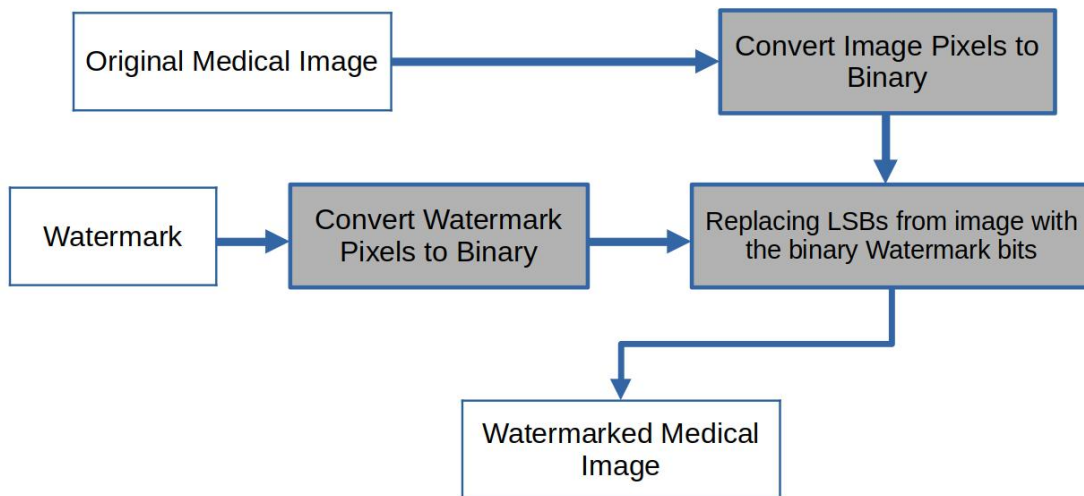 Original Medical Image
Convert Image Pixels to
Binary
Watermark
Convert Watermark
Pixels to Binary
Replacing LSBs from image with
the binary Watermark bits
Watermarked Medical
Image